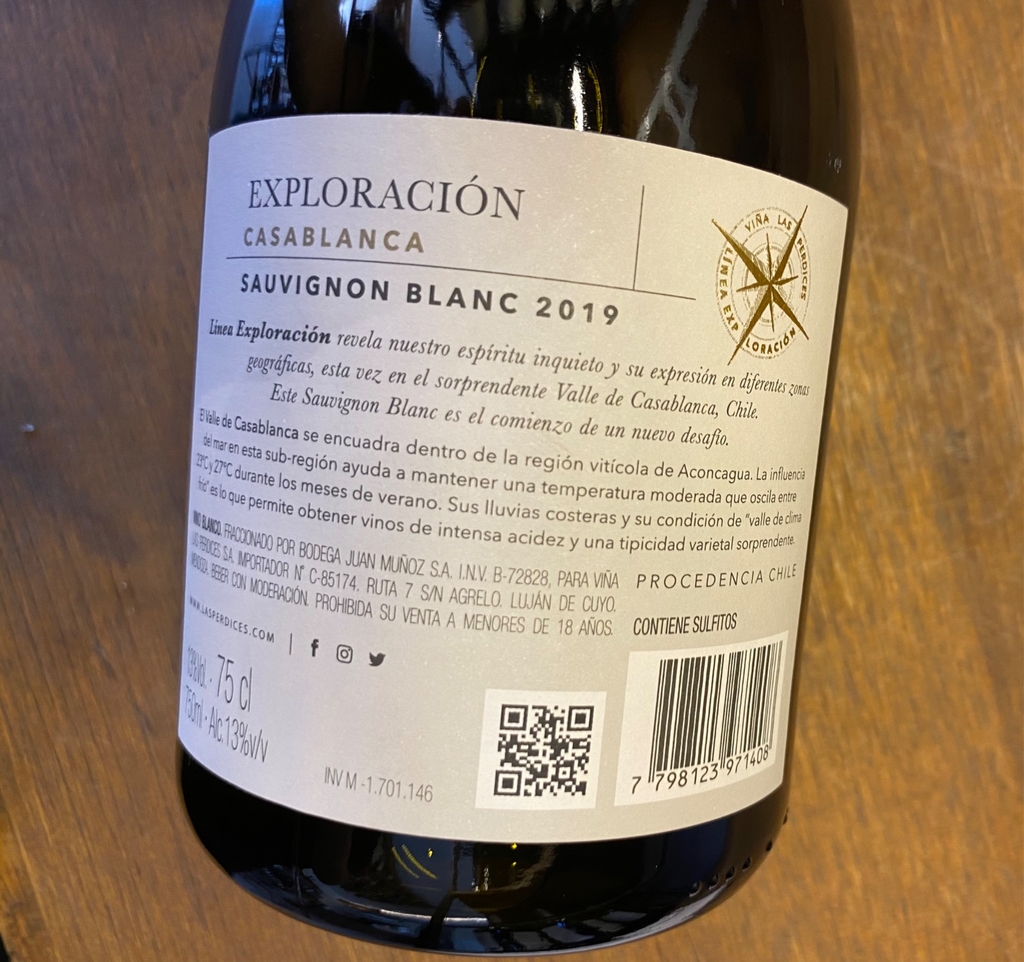 EXPLORACIÓN
CASABLANCA
SAUVIGNON BLANC 2019
VIÑA LAS PERDICES
LÍNEA EXPLORACIÓN
Línea Exploración revela nuestro espíritu inquieto y su expresión en diferentes zonas
geográficas, esta vez en el sorprendente Valle de Casablanca, Chile.
Este Sauvignon Blanc es el comienzo de un nuevo desafío.
El Valle de Casablanca se encuadra dentro de la región vitícola de Aconcagua. La influencia
del mar en esta sub-región ayuda a mantener una temperatura moderada que oscila entre
23°C y 27°C durante los meses de verano. Sus lluvias costeras y su condición de "valle de clima
frío" es lo que permite obtener vinos de intensa acidez y una tipicidad varietal sorprendente.
VINO BLANCO. FRACCIONADO POR BODEGA JUAN MUÑOZ S.A. I.N.V. B-72828, PARA VIÑA
LAS PERDICES S.A. IMPORTADOR N° C-85174, RUTA 7 S/N AGRELO. LUJÁN DE CUYO.
MENDOZA. BEBER CON MODERACIÓN. PROHIBIDA SU VENTA A MENORES DE 18 AÑOS.
PROCEDENCIA CHILE
CONTIENE SULFITOS
WWW.LASPERDICES.COM
13%Vol. - 75 cl
750ml - Alc.13%v/v
INV M -1.701.146
7 798123 971408